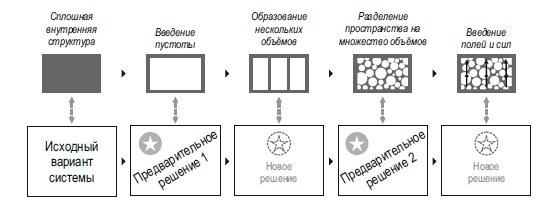 Сплошная
внутренняя
структура
Введение
пустоты
Образование
нескольких
объёмов
Разделение
пространства на
множество объёмов
Введение
полей и сил
Исходный
вариант
системы
Предварительное
решение 1
Новое
решение
Предварительное
решение 2
Новое
решение